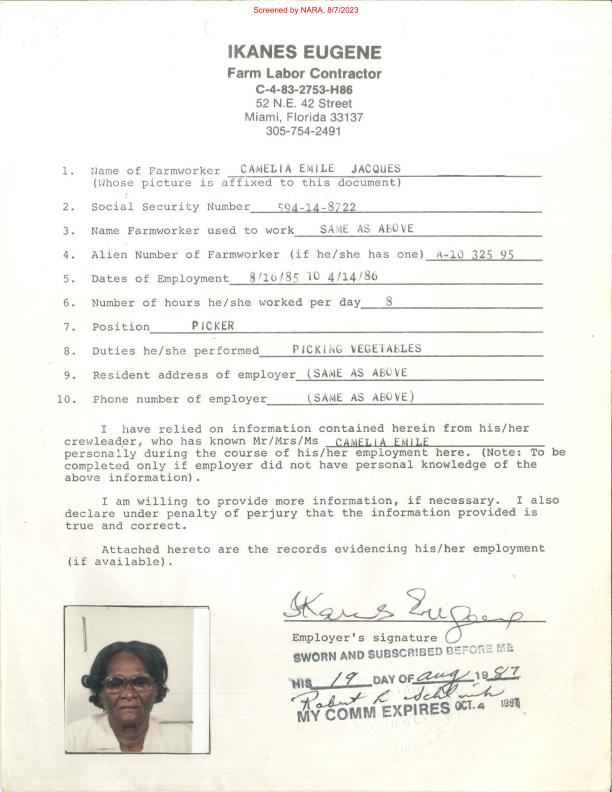 Screened by NARA, 8/7/2023
IKANES EUGENE
Farm Labor Contractor
C-4-83-2753-H86
52 N.E. 42 Street
Miami, Florida 33137
305-754-2491
1. Name of Farmworker CAMELIA EMILE JACQUES
(Whose picture is affixed to this document)
2. Social Security Number 594-14-8722
3. Name Farmworker used to work SAME AS ABOVE
4. Alien Number of Farmworker (if he/she has one) A-10 325 95
5. Dates of Employment 8/16/85 TO 4/14/86
6. Number of hours he/she worked per day 8
7. Position PICKER
8. Duties he/she performed PICKING VEGETABLES
9. Resident address of employer (SAME AS ABOVE
10. Phone number of employer (SAME AS ABOVE)
I have relied on information contained herein from his/her
crewleader, who has known Mr/Mrs/Ms CAMELIA EMILE
personally during the course of his/her employment here. (Note: To be
completed only if employer did not have personal knowledge of the
above information).
I am willing to provide more information, if necessary. I also
declare under penalty of perjury that the information provided is
true and correct.
Attached hereto are the records evidencing his/her employment
(if available).
Ikanes Eugene
Employer's signature
SWORN AND SUBSCRIBED BEFORE ME
HIS 19 DAY OF Aug 1987
Robert L
MY COMM EXPIRES OCT. 4 1987